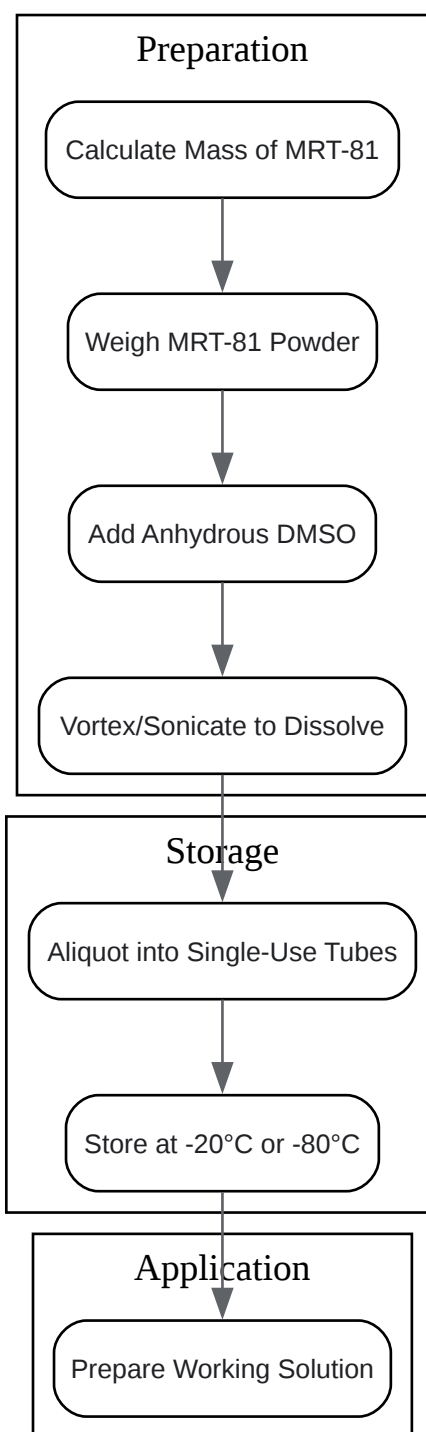 Preparation
Calculate Mass of MRT-81
Weigh MRT-81 Powder
Add Anhydrous DMSO
Vortex/Sonicate to Dissolve
Storage
Aliquot into Single-Use Tubes
Store at -20°C or -80°C
Application
Prepare Working Solution